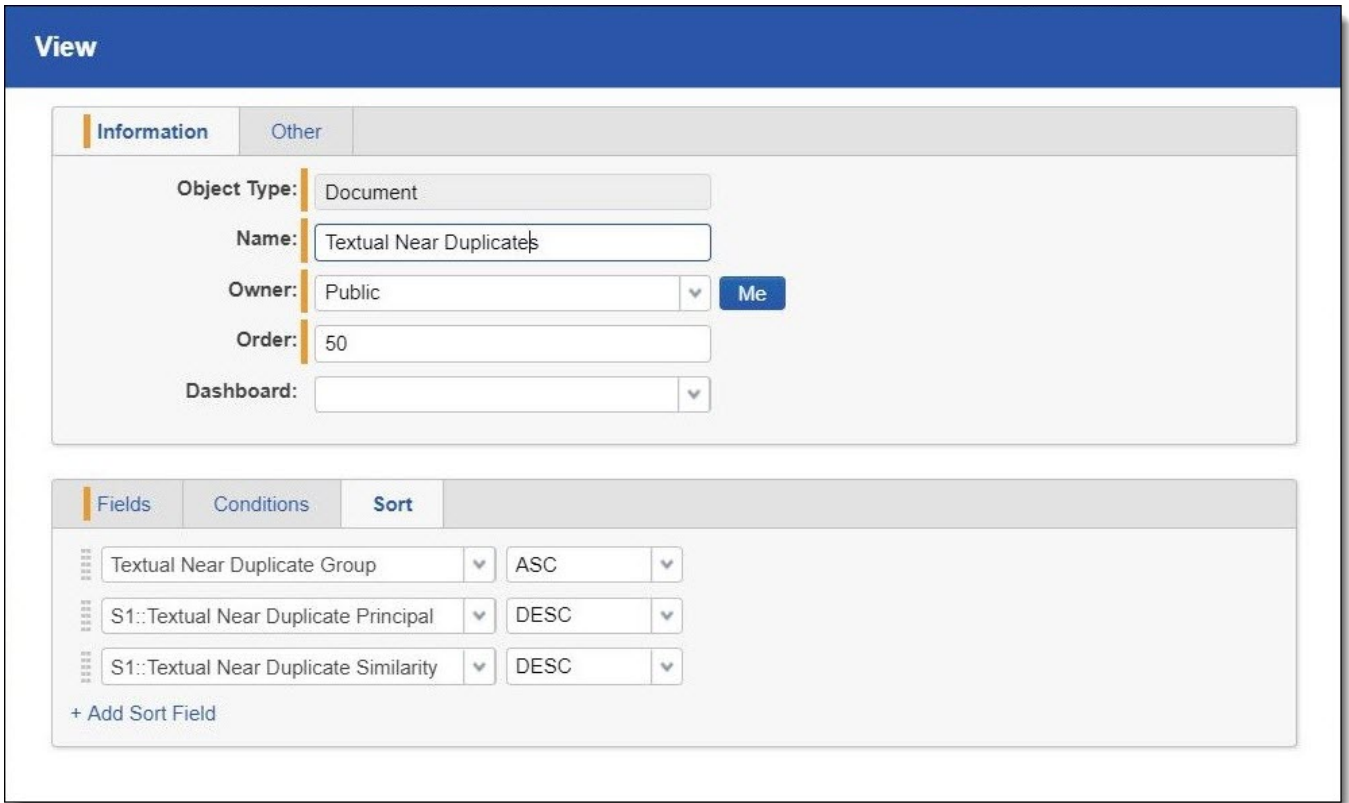 View
Information Other
Object Type: Document
Name: Textual Near Duplicates
Owner: Public Me
Order: 50
Dashboard:
Fields Conditions Sort
Textual Near Duplicate Group ASC
S1::Textual Near Duplicate Principal DESC
S1::Textual Near Duplicate Similarity DESC
+ Add Sort Field